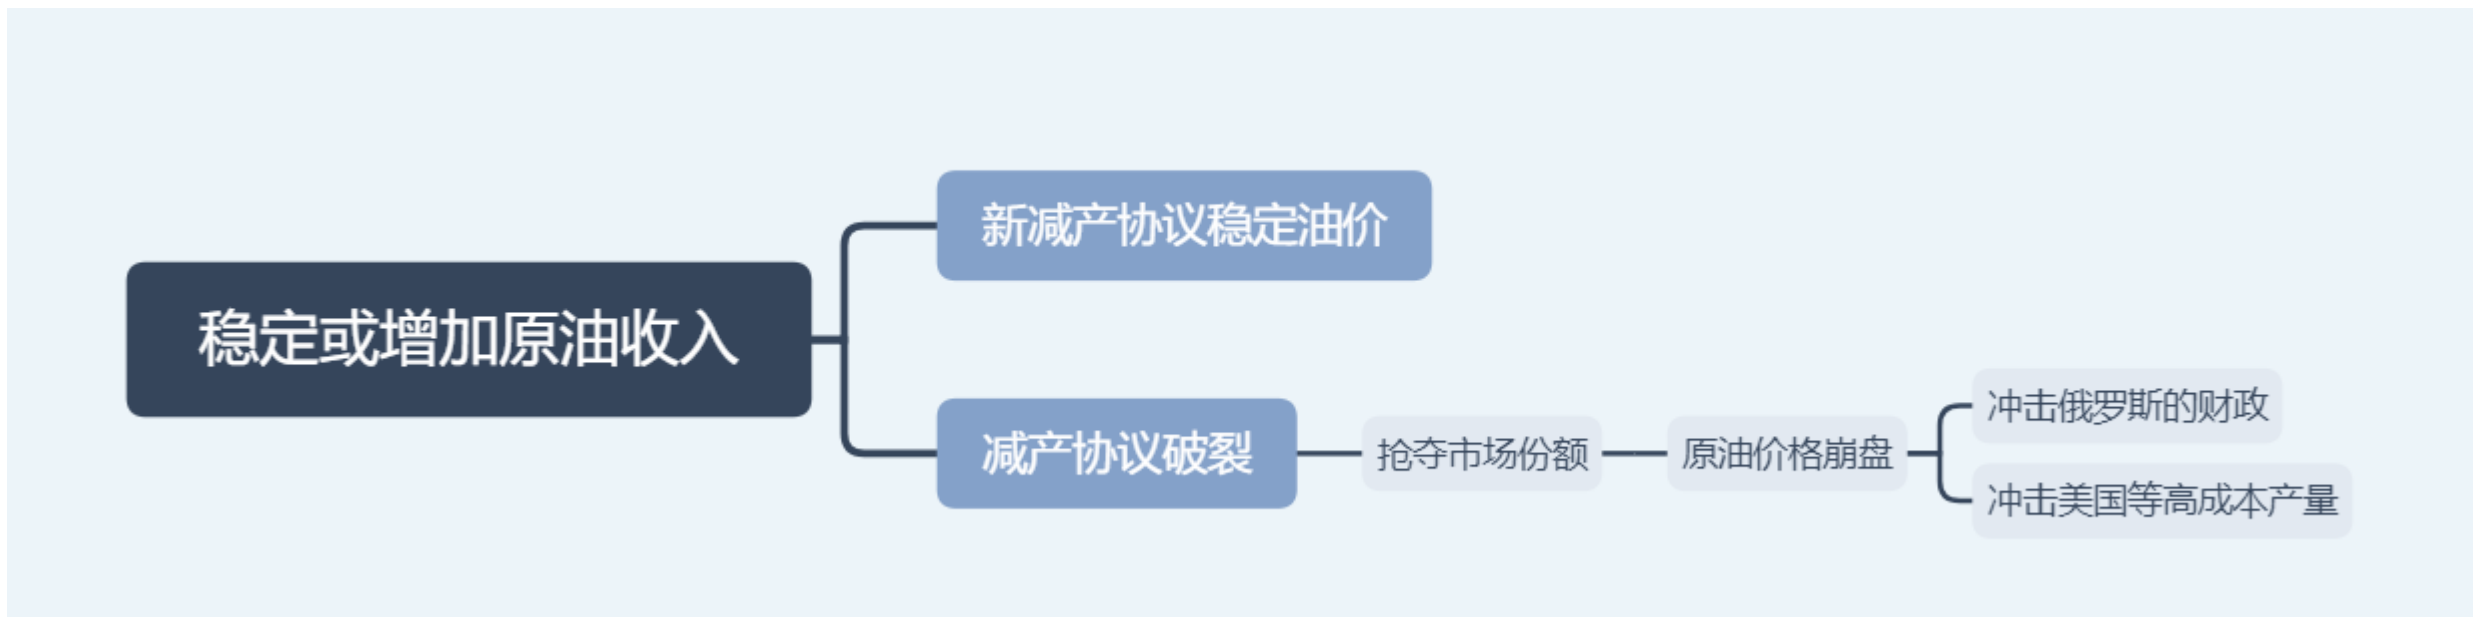 稳定或增加原油收入
新减产协议稳定油价
减产协议破裂
抢夺市场份额
原油价格崩盘
冲击俄罗斯的财政
冲击美国等高成本产量